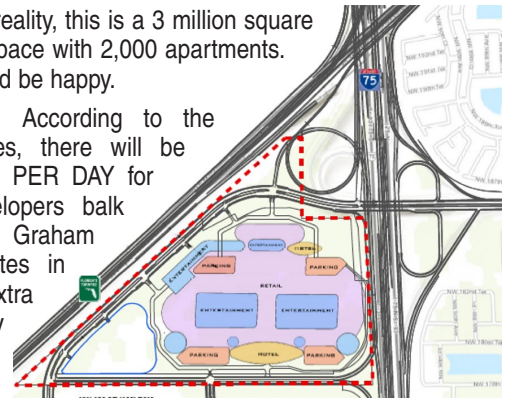 reality, this is a 3 million square
pace with 2,000 apartments.
d be happy.
According to the
es, there will be
PER DAY for
elopers balk
Graham
tes in
xtra
y
75
ENTERTAINMENT
ENTERTAINMENT
HOTEL
PARKING
PARKING
RETAIL
ENTERTAINMENT
ENTERTAINMENT
PARKING
HOTEL
PARKING